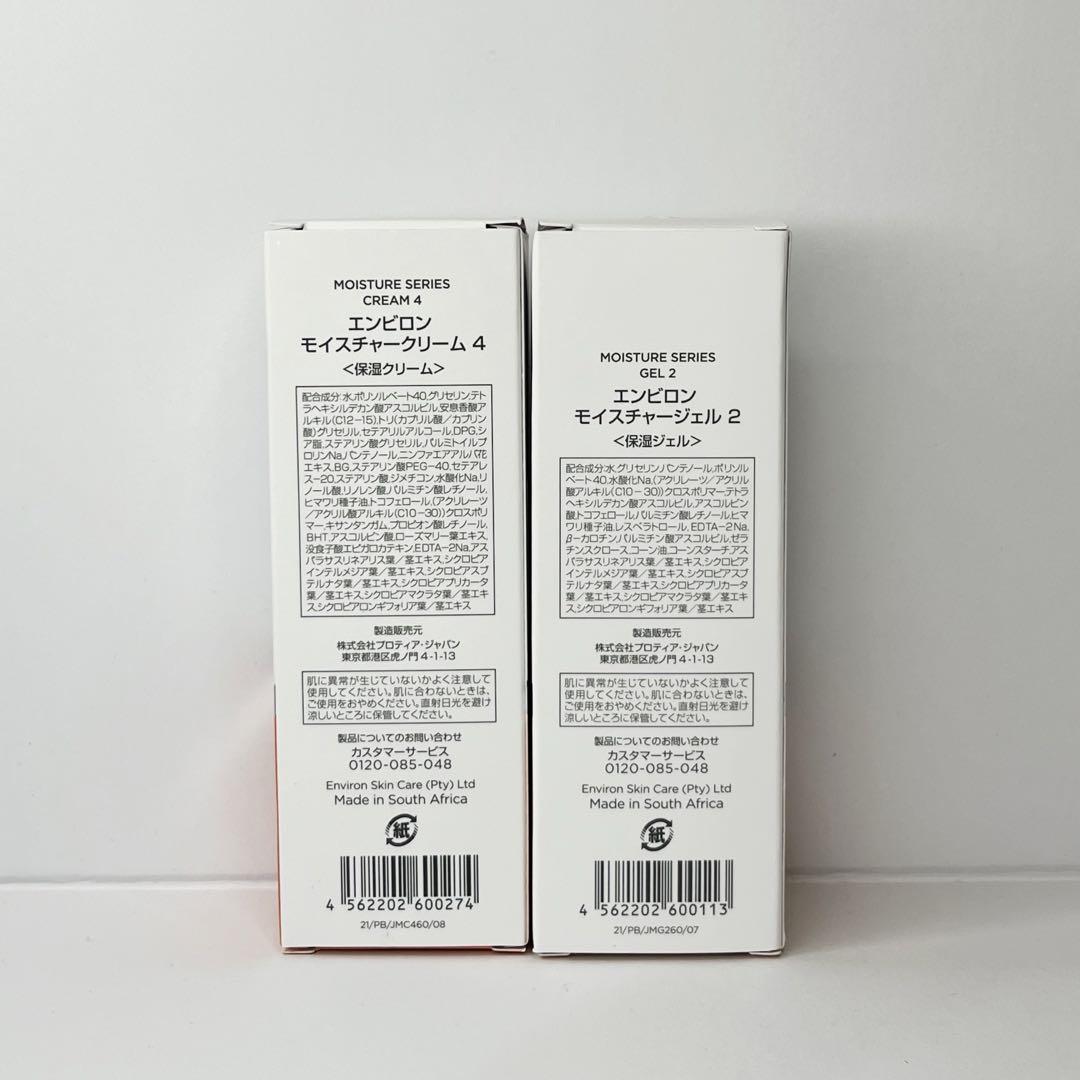 MOISTURE SERIES
CREAM 4
エンビロン
モイスチャークリーム 4
＜保湿クリーム＞
配合成分:水,ポリソルベート40,グリセリン,テト
ラヘキシルデカン酸アスコルビル,安息香酸ア
ルキル(C12-15),トリ(カプリル酸／カプリン
酸)グリセリル,セテアリルアルコール,DPG,シ
ア脂,ステアリン酸グリセリル,パルミトイルプ
ロリンNa,パンテノール,ニンファエアアルバ花
エキス,BG,ステアリン酸PEG-40,セテアレ
ス-20,ステアリン酸,ジメチコン,水酸化Na,リ
ノール酸,リノレン酸,パルミチン酸レチノール,
ヒマワリ種子油,トコフェロール,(アクリレーツ
／アクリル酸アルキル(C10-30))クロスポリ
マー,キサンタンガム,プロピオン酸レチノール,
BHT,アスコルビン酸,ローズマリー葉エキス,
没食子酸エピガロカテキン,EDTA-2Na,アス
パラサスリネアリス葉／茎エキス,シクロピア
インテルメジア葉／茎エキス,シクロピアスブ
テルナタ葉／茎エキス,シクロピアプリカータ
葉／茎エキス,シクロピアマクラタ葉／茎エキ
ス,シクロピアロンギフォリア葉／茎エキス
製造販売元
株式会社プロティア・ジャパン
東京都港区虎ノ門4-1-13
肌に異常が生じていないかよく注意して
使用してください。肌に合わないときは、
ご使用をおやめください。直射日光を避け
涼しいところに保管してください。
製品についてのお問い合わせ
カスタマーサービス
0120-085-048
Environ Skin Care (Pty) Ltd
Made in South Africa
紙
4 562202 600274
21/PB/JMC460/08
MOISTURE SERIES
GEL 2
エンビロン
モイスチャージェル 2
＜保湿ジェル＞
配合成分:水,グリセリン,パンテノール,ポリソル
ベート40,水酸化Na,(アクリレーツ／アクリル
酸アルキル(C10-30))クロスポリマー,テトラ
ヘキシルデカン酸アスコルビル,アスコルビン
酸,トコフェロール,パルミチン酸レチノール,ヒマ
ワリ種子油,レスベラトロール,EDTA-2Na,
β-カロチン,パルミチン酸アスコルビル,ゼラ
チン,スクロース,コーン油,コーンスターチ,アス
パラサスリネアリス葉／茎エキス,シクロピア
インテルメジア葉／茎エキス,シクロピアスブ
テルナタ葉／茎エキス,シクロピアプリカータ
葉／茎エキス,シクロピアマクラタ葉／茎エキ
ス,シクロピアロンギフォリア葉／茎エキス
製造販売元
株式会社プロティア・ジャパン
東京都港区虎ノ門4-1-13
肌に異常が生じていないかよく注意して
使用してください。肌に合わないときは、
ご使用をおやめください。直射日光を避け
涼しいところに保管してください。
製品についてのお問い合わせ
カスタマーサービス
0120-085-048
Environ Skin Care (Pty) Ltd
Made in South Africa
紙
4 562202 600113
21/PB/JMG260/07